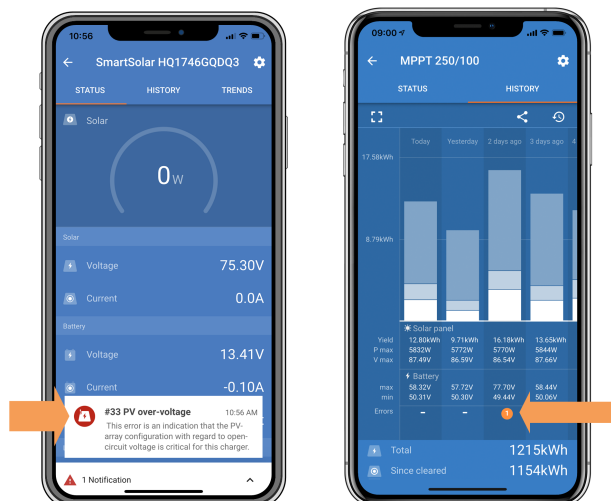 10:56
SmartSolar HQ1746GQDQ3
STATUS HISTORY TRENDS
Solar
0W
Solar
Voltage 75.30V
Current 0.0A
Battery
Voltage 13.41V
Current -0.10A
#33 PV over-voltage 10:56 AM
This error is an indication that the PV-
array configuration with regard to open-
circuit voltage is critical for this charger.
1 Notification
09:00
MPPT 250/100
STATUS HISTORY
Today Yesterday 2 days ago 3 days ago 4
17.58kWh
8.79kWh
Solar panel
Yield 12.80kWh 9.71kWh 16.18kWh 13.65kWh
P max 5832W 5772W 5770W 5844W
V max 87.49V 86.59V 86.54V 87.66V
Battery
max 58.32V 57.72V 77.70V 58.44V
min 50.31V 50.30V 49.44V 50.06V
Errors - - 1
Total 1215kWh
Since cleared 1154kWh